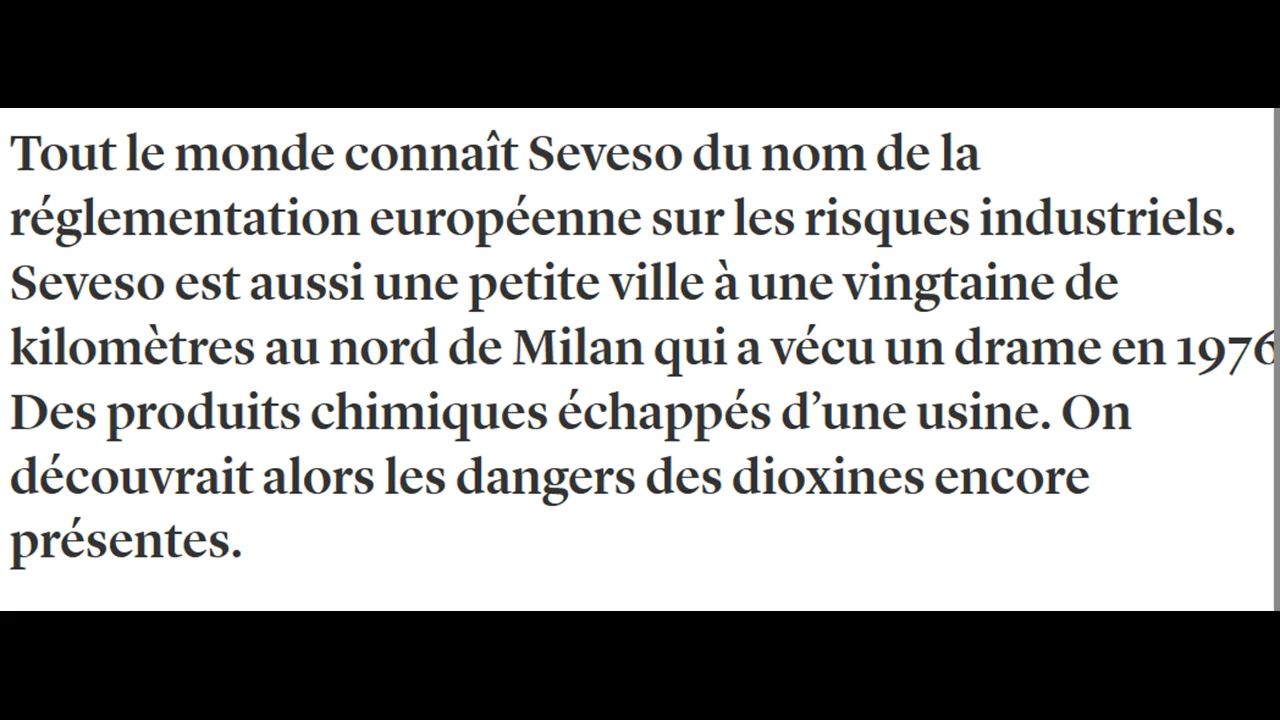 Tout le monde connaît Seveso du nom de la
réglementation européenne sur les risques industriels.
Seveso est aussi une petite ville à une vingtaine de
kilomètres au nord de Milan qui a vécu un drame en 1976
Des produits chimiques échappés d’une usine. On
découvrait alors les dangers des dioxines encore
présentes.